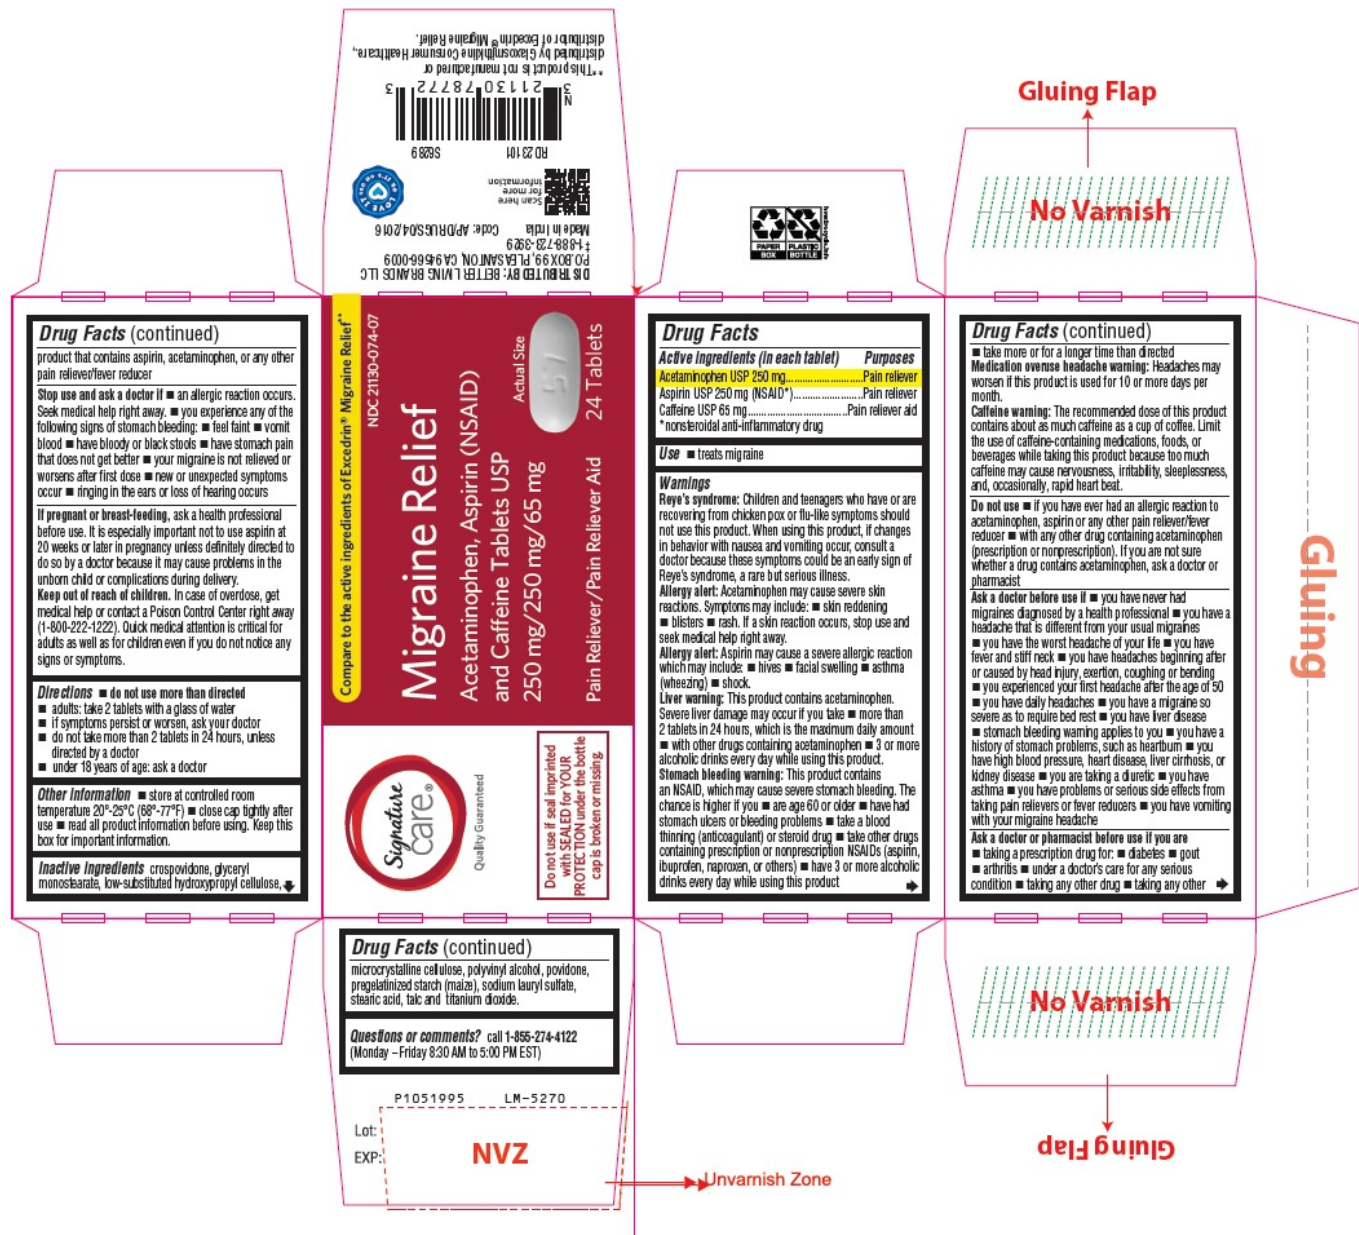 **This product is not manufactured or
distributed by Glaxosmithkline Consumer Healthcare.,
distributor of Excedrin® Migraine Relief.
N
3 21130 78772 3
RD 23101 S6289
Scan here
for more
information
LOVE IT
OR IT'S ON US
DISTRIBUTED BY: BETTER LIVING BRANDS LLC
P.O. BOX 99, PLEASANTON, CA 94566-0009
‡1-888-723-3929
Made in India Code: AP/DRUGS/04/2016
PAPER
BOX
PLASTIC
BOTTLE
how2recycle.info
Gluing Flap
No Varnish
Drug Facts (continued)
product that contains aspirin, acetaminophen, or any other
pain reliever/fever reducer
Stop use and ask a doctor if ■ an allergic reaction occurs.
Seek medical help right away. ■ you experience any of the
following signs of stomach bleeding: ■ feel faint ■ vomit
blood ■ have bloody or black stools ■ have stomach pain
that does not get better ■ your migraine is not relieved or
worsens after first dose ■ new or unexpected symptoms
occur ■ ringing in the ears or loss of hearing occurs
If pregnant or breast-feeding, ask a health professional
before use. It is especially important not to use aspirin at
20 weeks or later in pregnancy unless definitely directed to
do so by a doctor because it may cause problems in the
unborn child or complications during delivery.
Keep out of reach of children. In case of overdose, get
medical help or contact a Poison Control Center right away
(1-800-222-1222). Quick medical attention is critical for
adults as well as for children even if you do not notice any
signs or symptoms.
Directions ■ do not use more than directed
■ adults: take 2 tablets with a glass of water
■ if symptoms persist or worsen, ask your doctor
■ do not take more than 2 tablets in 24 hours, unless
directed by a doctor
■ under 18 years of age: ask a doctor
Other information ■ store at controlled room
temperature 20°-25°C (68°-77°F) ■ close cap tightly after
use ■ read all product information before using. Keep this
box for important information.
Inactive ingredients crospovidone, glyceryl
monostearate, low-substituted hydroxypropyl cellulose,
Compare to the active ingredients of Excedrin® Migraine Relief**
NDC 21130-074-07
Migraine Relief
Acetaminophen, Aspirin (NSAID)
and Caffeine Tablets USP
250 mg/250 mg/65 mg
Pain Reliever/Pain Reliever Aid
Actual Size
57
24 Tablets
Signature
care®
Quality Guaranteed
Do not use if seal imprinted
with SEALED for YOUR
PROTECTION under the bottle
cap is broken or missing.
Drug Facts
Active ingredients (in each tablet) Purposes
Acetaminophen USP 250 mg...........................Pain reliever
Aspirin USP 250 mg (NSAID*)........................Pain reliever
Caffeine USP 65 mg...................................Pain reliever aid
*nonsteroidal anti-inflammatory drug
Use ■ treats migraine
Warnings
Reye's syndrome: Children and teenagers who have or are
recovering from chicken pox or flu-like symptoms should
not use this product. When using this product, if changes
in behavior with nausea and vomiting occur, consult a
doctor because these symptoms could be an early sign of
Reye's syndrome, a rare but serious illness.
Allergy alert: Acetaminophen may cause severe skin
reactions. Symptoms may include: ■ skin reddening
■ blisters ■ rash. If a skin reaction occurs, stop use and
seek medical help right away.
Allergy alert: Aspirin may cause a severe allergic reaction
which may include: ■ hives ■ facial swelling ■ asthma
(wheezing) ■ shock.
Liver warning: This product contains acetaminophen.
Severe liver damage may occur if you take ■ more than
2 tablets in 24 hours, which is the maximum daily amount
■ with other drugs containing acetaminophen ■ 3 or more
alcoholic drinks every day while using this product.
Stomach bleeding warning: This product contains
an NSAID, which may cause severe stomach bleeding. The
chance is higher if you ■ are age 60 or older ■ have had
stomach ulcers or bleeding problems ■ take a blood
thinning (anticoagulant) or steroid drug ■ take other drugs
containing prescription or nonprescription NSAIDs (aspirin,
ibuprofen, naproxen, or others) ■ have 3 or more alcoholic
drinks every day while using this product
Drug Facts (continued)
■ take more or for a longer time than directed
Medication overuse headache warning: Headaches may
worsen if this product is used for 10 or more days per
month.
Caffeine warning: The recommended dose of this product
contains about as much caffeine as a cup of coffee. Limit
the use of caffeine-containing medications, foods, or
beverages while taking this product because too much
caffeine may cause nervousness, irritability, sleeplessness,
and, occasionally, rapid heart beat.
Do not use ■ if you have ever had an allergic reaction to
acetaminophen, aspirin or any other pain reliever/fever
reducer ■ with any other drug containing acetaminophen
(prescription or nonprescription). If you are not sure
whether a drug contains acetaminophen, ask a doctor or
pharmacist
Ask a doctor before use if ■ you have never had
migraines diagnosed by a health professional ■ you have a
headache that is different from your usual migraines
■ you have the worst headache of your life ■ you have
fever and stiff neck ■ you have headaches beginning after
or caused by head injury, exertion, coughing or bending
■ you experienced your first headache after the age of 50
■ you have daily headaches ■ you have a migraine so
severe as to require bed rest ■ you have liver disease
■ stomach bleeding warning applies to you ■ you have a
history of stomach problems, such as heartburn ■ you
have high blood pressure, heart disease, liver cirrhosis, or
kidney disease ■ you are taking a diuretic ■ you have
asthma ■ you have problems or serious side effects from
taking pain relievers or fever reducers ■ you have vomiting
with your migraine headache
Ask a doctor or pharmacist before use if you are
■ taking a prescription drug for: ■ diabetes ■ gout
■ arthritis ■ under a doctor's care for any serious
condition ■ taking any other drug ■ taking any other
Gluing
Drug Facts (continued)
microcrystalline cellulose, polyvinyl alcohol, povidone,
pregelatinized starch (maize), sodium lauryl sulfate,
stearic acid, talc and titanium dioxide.
Questions or comments? call 1-855-274-4122
(Monday – Friday 8:30 AM to 5:00 PM EST)
P1051995 LM-5270
Lot:
EXP:
NVZ
Unvarnish Zone
No Varnish
Gluing Flap